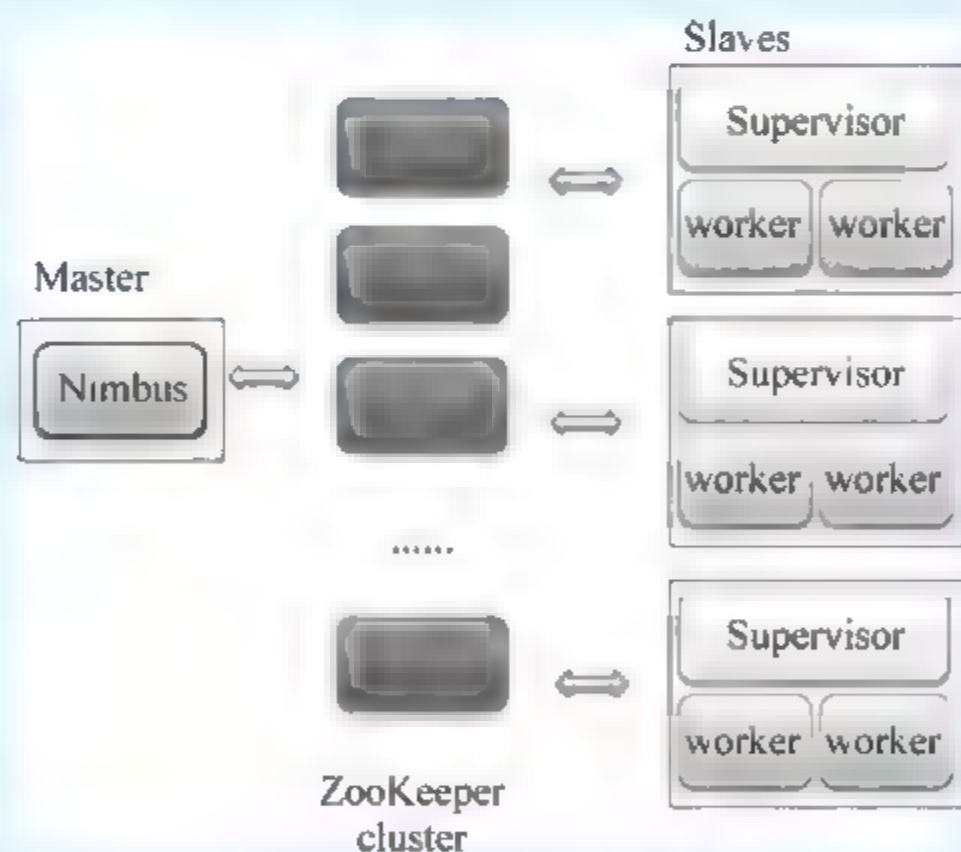 Slaves
Supervisor
worker worker
Master
Nimbus
Supervisor
worker worker
......
Supervisor
worker worker
ZooKeeper
cluster